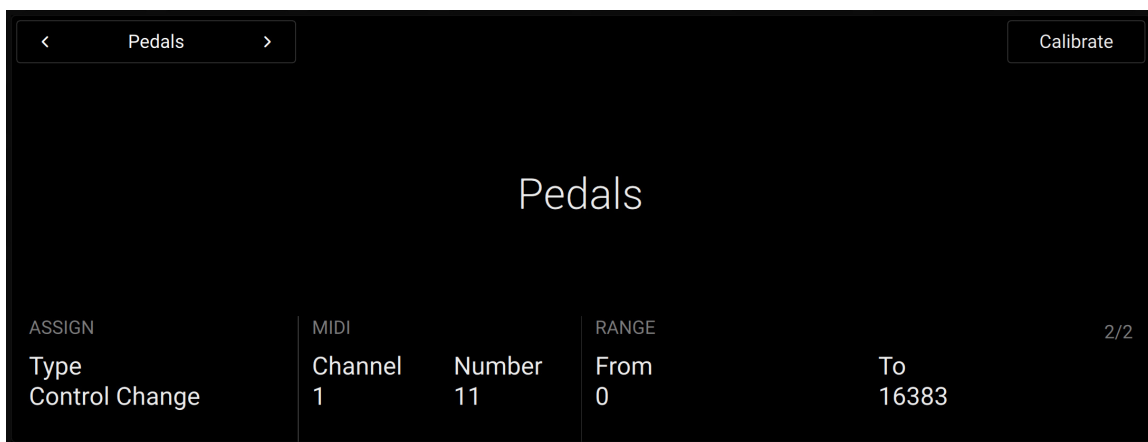 < Pedals > Calibrate
Pedals
ASSIGN MIDI RANGE 2/2
Type Channel Number From To
Control Change 1 11 0 16383